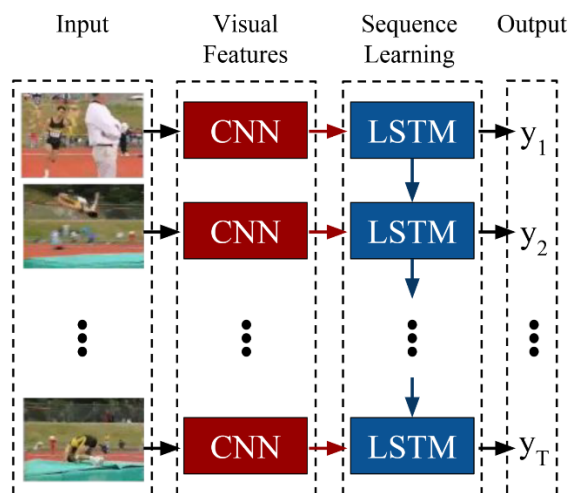 Input
Visual Features
Sequence Learning
Output
CNN
LSTM
y1
CNN
LSTM
y2
CNN
LSTM
yT